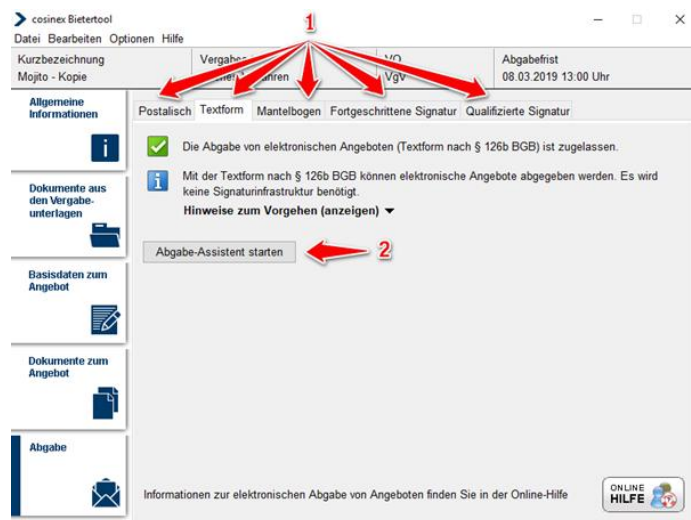 cosinex Bietertool
Datei Bearbeiten Optionen Hilfe
1
Kurzbezeichnung
Mojito - Kopie
VO
VgV
Abgabefrist
08.03.2019 13:00 Uhr
Allgemeine
Informationen
Dokumente aus
den Vergabe-
unterlagen
Basisdaten zum
Angebot
Dokumente zum
Angebot
Abgabe
Postalisch Textform Mantelbogen Fortgeschrittene Signatur Qualifizierte Signatur
Die Abgabe von elektronischen Angeboten (Textform nach § 126b BGB) ist zugelassen.
Mit der Textform nach § 126b BGB können elektronische Angebote abgegeben werden. Es wird
keine Signaturinfrastruktur benötigt.
Hinweise zum Vorgehen (anzeigen)
Abgabe-Assistent starten
2
Informationen zur elektronischen Abgabe von Angeboten finden Sie in der Online-Hilfe
ONLINE
HILFE